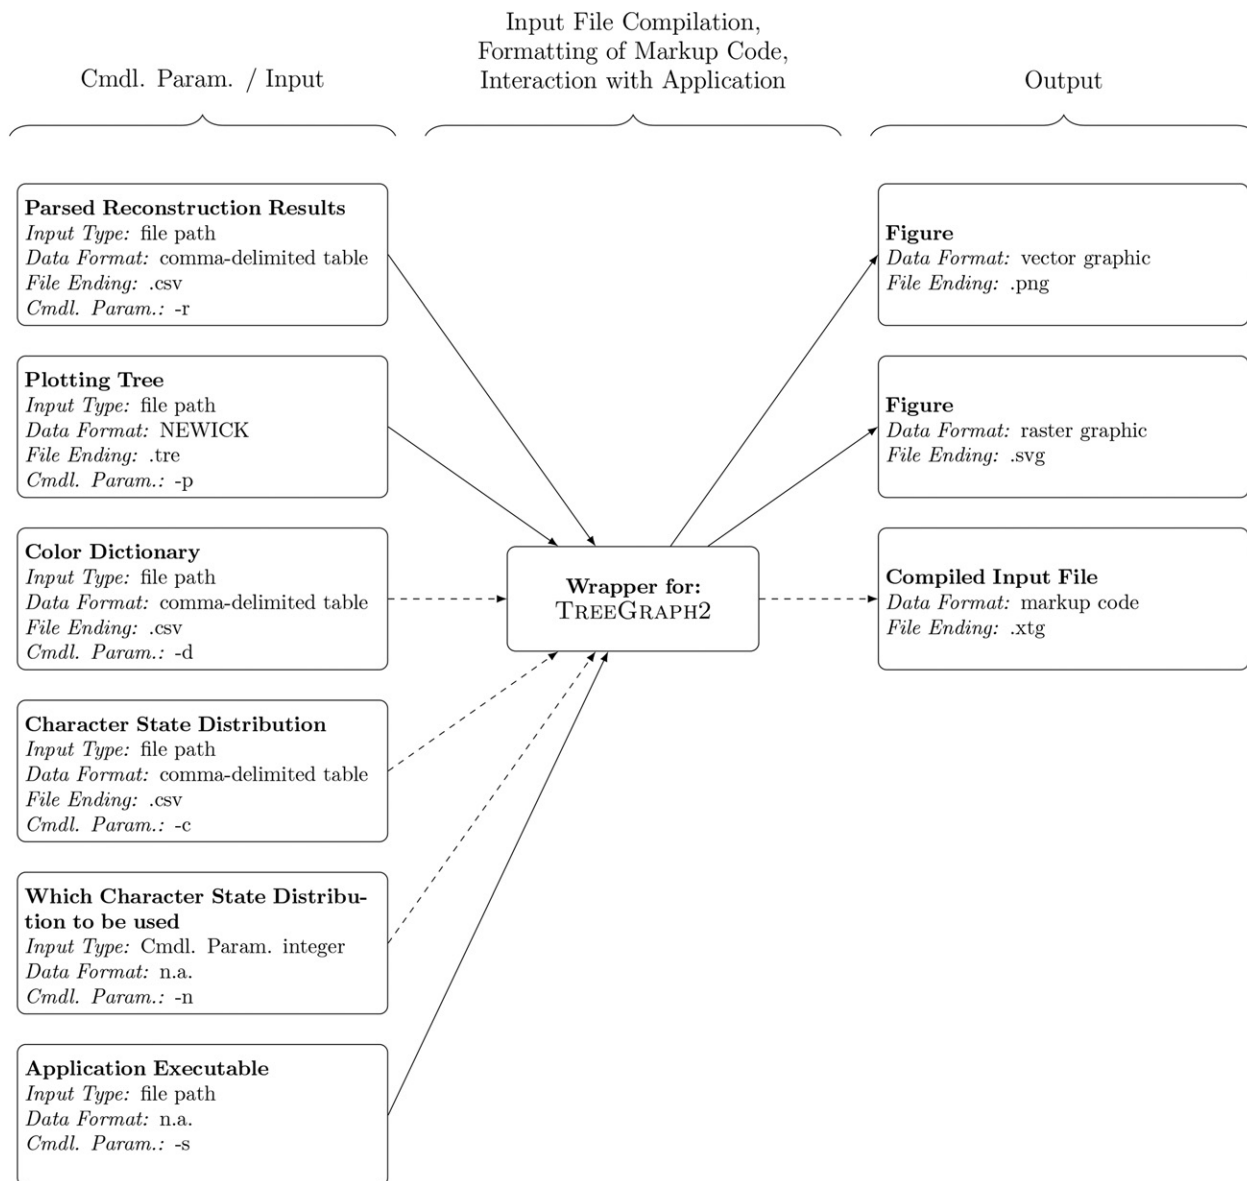 Cmdl. Param. / Input
Input File Compilation,
Formatting of Markup Code,
Interaction with Application
Output
Parsed Reconstruction Results
Input Type: file path
Data Format: comma-delimited table
File Ending: .csv
Cmdl. Param.: -r
Plotting Tree
Input Type: file path
Data Format: NEWICK
File Ending: .tre
Cmdl. Param.: -p
Color Dictionary
Input Type: file path
Data Format: comma-delimited table
File Ending: .csv
Cmdl. Param.: -d
Character State Distribution
Input Type: file path
Data Format: comma-delimited table
File Ending: .csv
Cmdl. Param.: -c
Which Character State Distribu-
tion to be used
Input Type: Cmdl. Param. integer
Data Format: n.a.
Cmdl. Param.: -n
Application Executable
Input Type: file path
Data Format: n.a.
Cmdl. Param.: -s
Wrapper for:
TREEGRAPH2
Figure
Data Format: vector graphic
File Ending: .png
Figure
Data Format: raster graphic
File Ending: .svg
Compiled Input File
Data Format: markup code
File Ending: .xtg